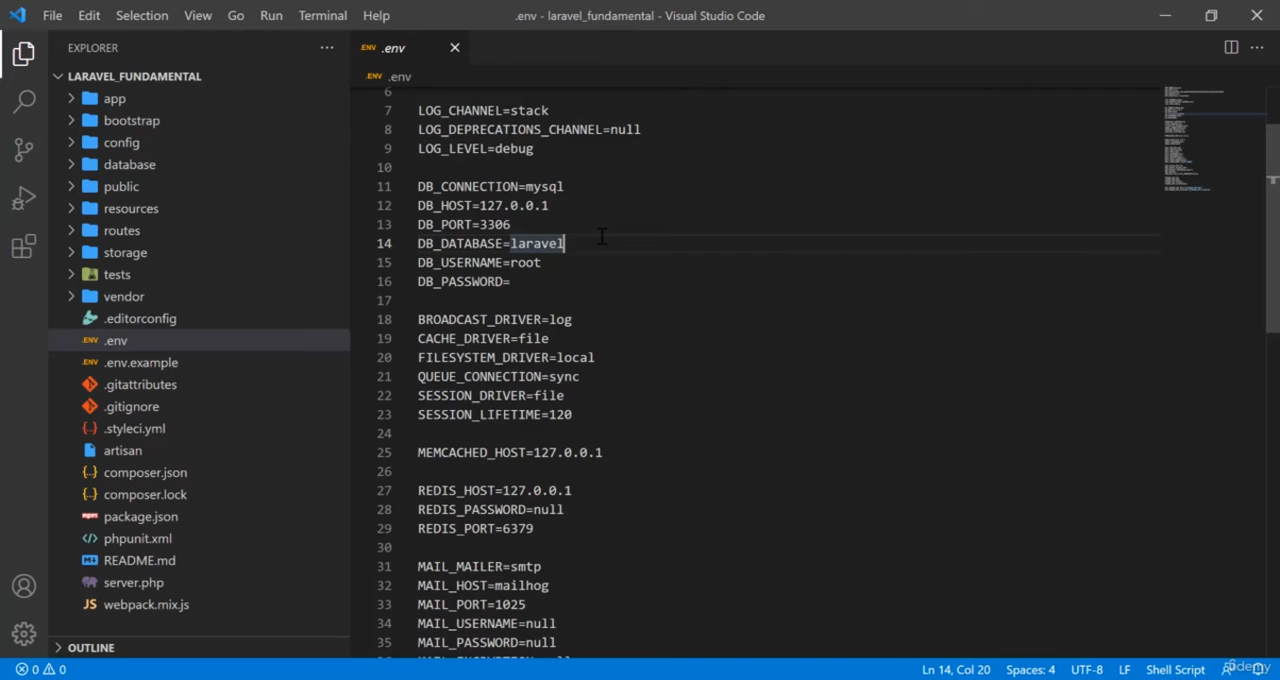 File Edit Selection View Go Run Terminal Help .env - laravel_fundamental - Visual Studio Code
EXPLORER
LARAVEL_FUNDAMENTAL
app
bootstrap
config
database
public
resources
routes
storage
tests
vendor
.editorconfig
.ENV .env
.ENV .env.example
.gitattributes
.gitignore
.styleci.yml
artisan
composer.json
composer.lock
package.json
phpunit.xml
README.md
server.php
JS webpack.mix.js
OUTLINE
.ENV .env
.ENV .env
6
7 LOG_CHANNEL=stack
8 LOG_DEPRECATIONS_CHANNEL=null
9 LOG_LEVEL=debug
10
11 DB_CONNECTION=mysql
12 DB_HOST=127.0.0.1
13 DB_PORT=3306
14 DB_DATABASE=laravel
15 DB_USERNAME=root
16 DB_PASSWORD=
17
18 BROADCAST_DRIVER=log
19 CACHE_DRIVER=file
20 FILESYSTEM_DRIVER=local
21 QUEUE_CONNECTION=sync
22 SESSION_DRIVER=file
23 SESSION_LIFETIME=120
24
25 MEMCACHED_HOST=127.0.0.1
26
27 REDIS_HOST=127.0.0.1
28 REDIS_PASSWORD=null
29 REDIS_PORT=6379
30
31 MAIL_MAILER=smtp
32 MAIL_HOST=mailhog
33 MAIL_PORT=1025
34 MAIL_USERNAME=null
35 MAIL_PASSWORD=null
0 0 Ln 14, Col 20 Spaces: 4 UTF-8 LF Shell Script